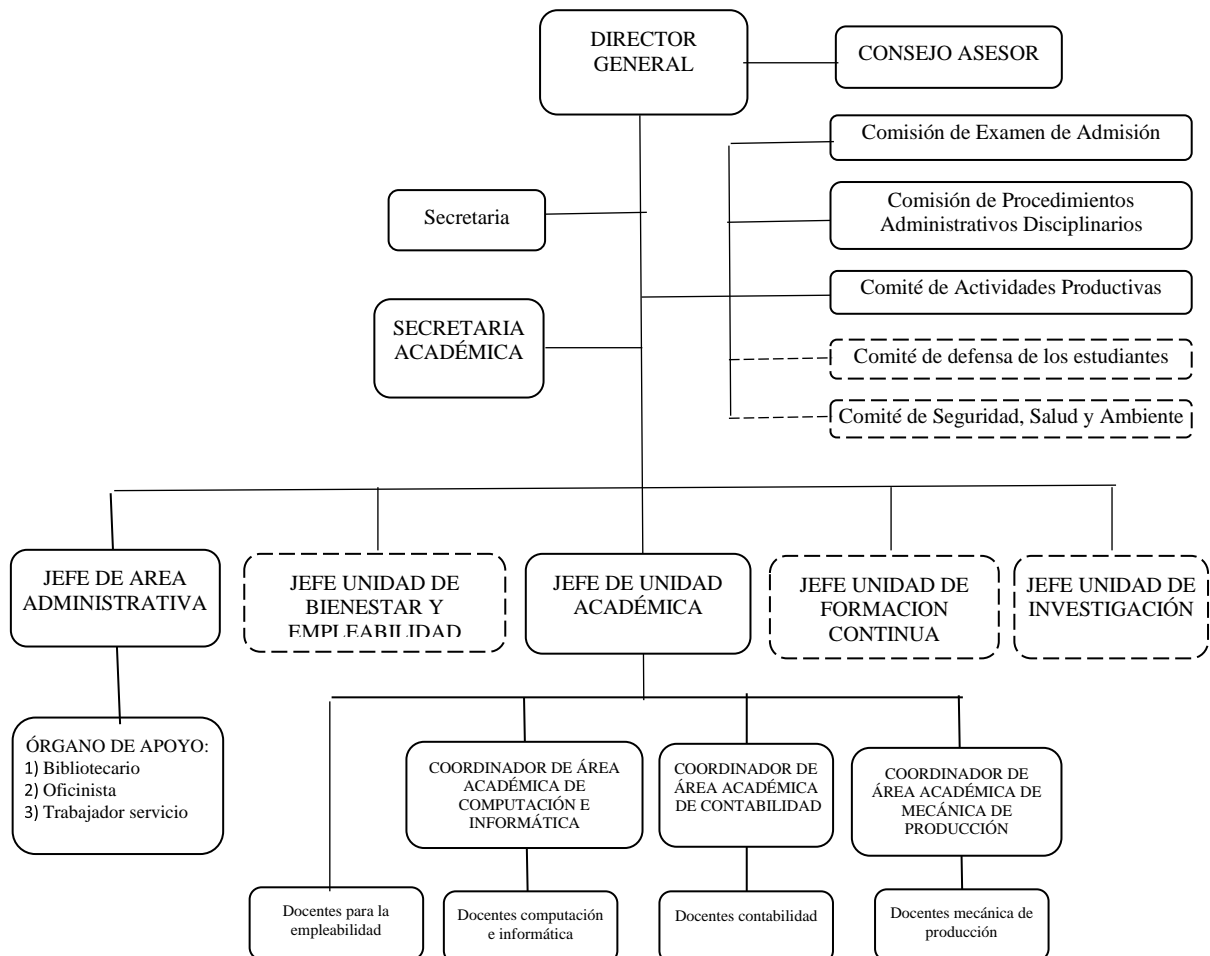 DIRECTOR
GENERAL
CONSEJO ASESOR
Comisión de Examen de Admisión
Secretaria
Comisión de Procedimientos
Administrativos Disciplinarios
Comité de Actividades Productivas
SECRETARIA
ACADÉMICA
Comité de defensa de los estudiantes
Comité de Seguridad, Salud y Ambiente
JEFE DE AREA
ADMINISTRATIVA
JEFE UNIDAD DE
BIENESTAR Y
EMPLEABILIDAD
JEFE DE UNIDAD
ACADÉMICA
JEFE UNIDAD DE
FORMACION
CONTINUA
JEFE UNIDAD DE
INVESTIGACIÓN
ÓRGANO DE APOYO:
1) Bibliotecario
2) Oficinista
3) Trabajador servicio
COORDINADOR DE ÁREA
ACADÉMICA DE
COMPUTACIÓN E
INFORMÁTICA
COORDINADOR DE
ÁREA ACADÉMICA
DE CONTABILIDAD
COORDINADOR DE
ÁREA ACADÉMICA DE
MECÁNICA DE
PRODUCCIÓN
Docentes para la
empleabilidad
Docentes computación
e informática
Docentes contabilidad
Docentes mecánica de
producción